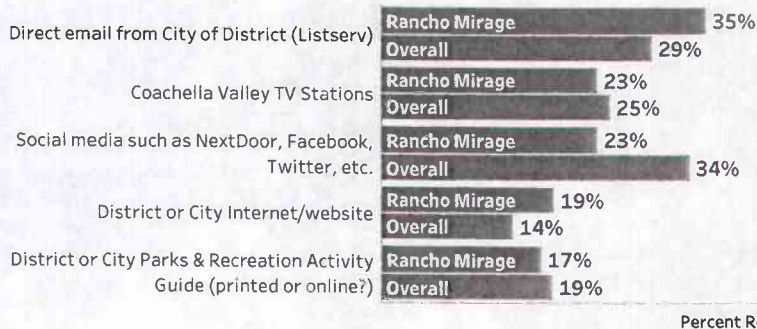 Direct email from City of District (Listserv)
Rancho Mirage 35%
Overall 29%
Coachella Valley TV Stations
Rancho Mirage 23%
Overall 25%
Social media such as NextDoor, Facebook,
Twitter, etc.
Rancho Mirage 23%
Overall 34%
District or City Internet/website
Rancho Mirage 19%
Overall 14%
District or City Parks & Recreation Activity
Guide (printed or online?)
Rancho Mirage 17%
Overall 19%
Percent R